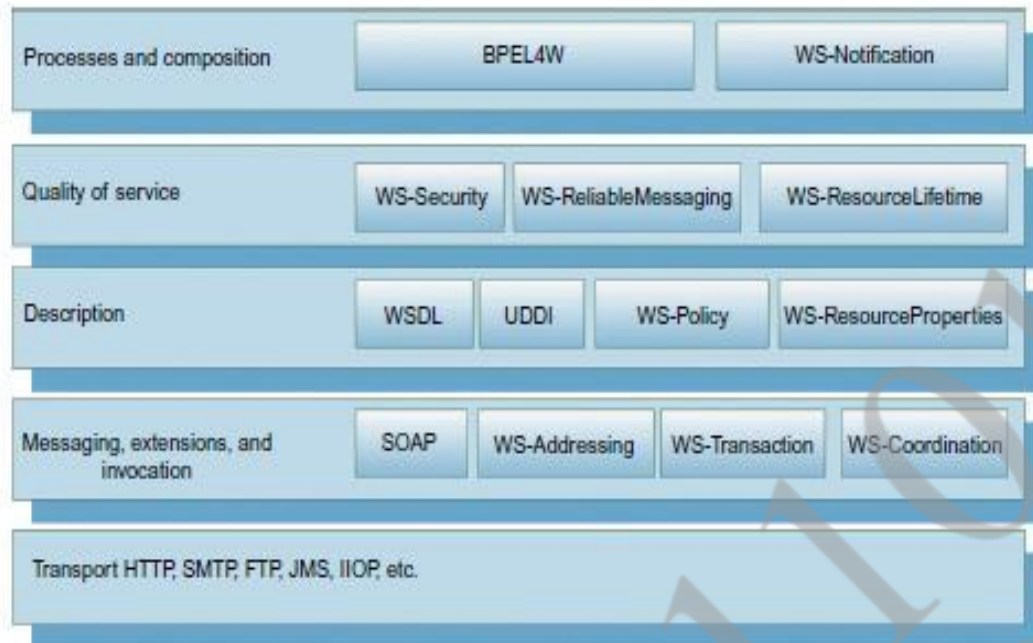 Processes and composition
BPEL4W
WS-Notification
Quality of service
WS-Security
WS-ReliableMessaging
WS-ResourceLifetime
Description
WSDL
UDDI
WS-Policy
WS-ResourceProperties
Messaging, extensions, and
invocation
SOAP
WS-Addressing
WS-Transaction
WS-Coordination
Transport HTTP, SMTP, FTP, JMS, IIOP, etc.